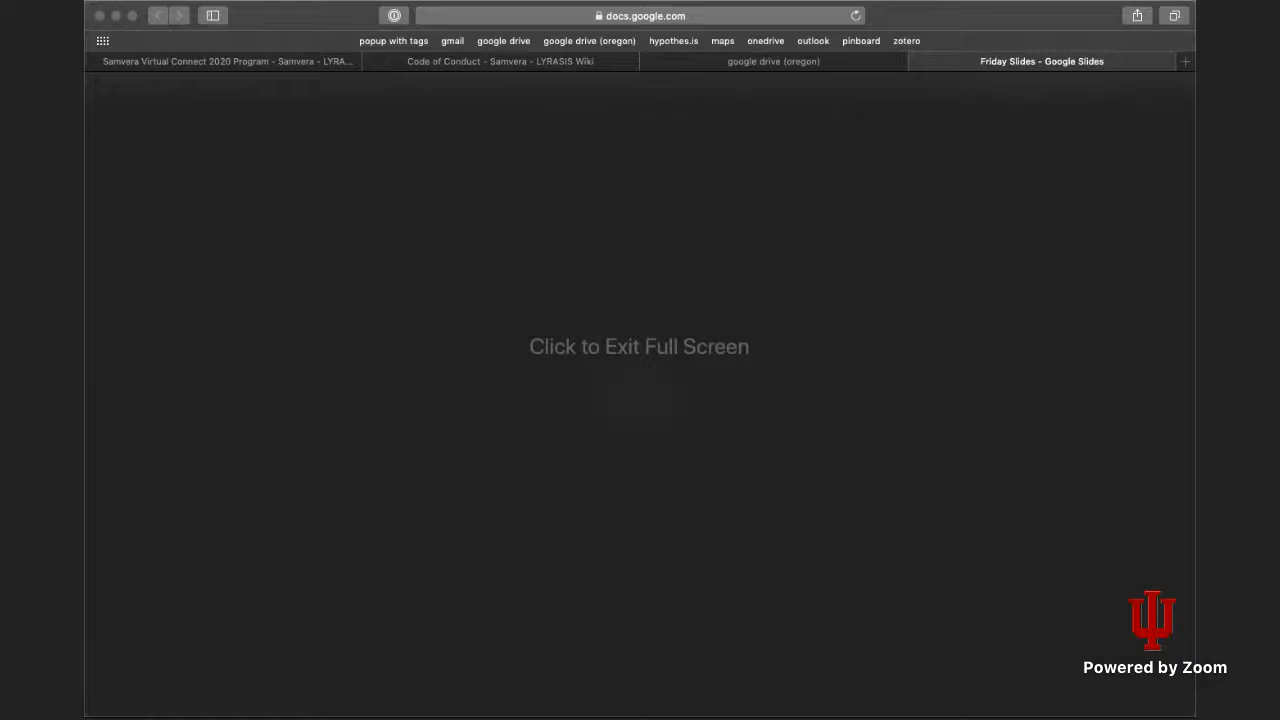 docs.google.com
popup with tags gmail google drive google drive (oregon) hypothes.is maps onedrive outlook pinboard zotero
Samvera Virtual Connect 2020 Program - Samvera - LYRA... Code of Conduct - Samvera - LYRASIS Wiki google drive (oregon) Friday Slides - Google Slides
Click to Exit Full Screen
Powered by Zoom